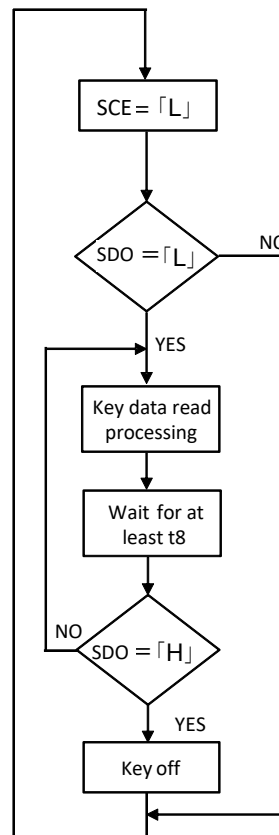 SCE=「L」
SDO =「L」
NO
YES
Key data read
processing
Wait for at
least t8
NO
SDO =「H」
YES
Key off